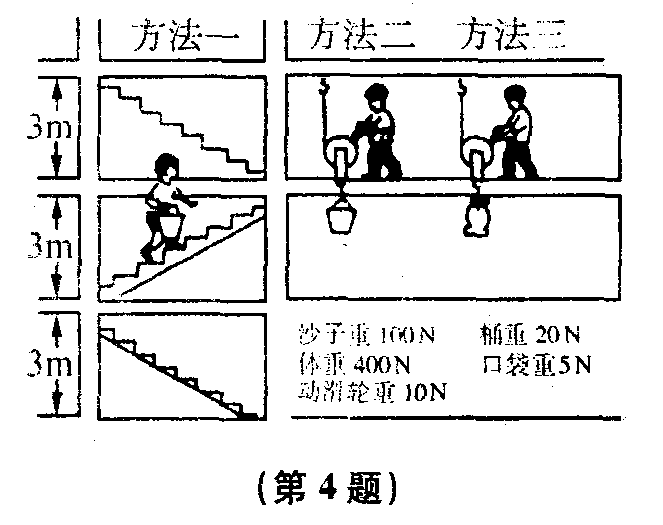 方法一 方法二 方法三
3m
3m
3m
沙子重100N 桶重20N
体重400N 口袋重5N
动滑轮重10N
(第4题)